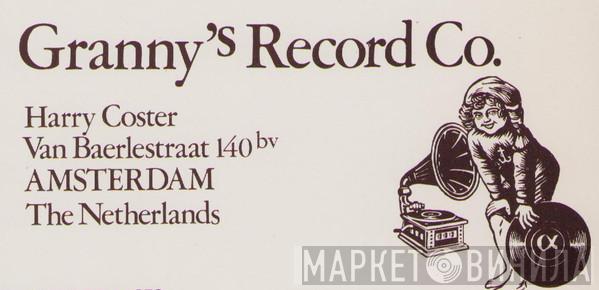 Granny's Record Co.
Harry Coster
Van Baerlestraat 140 bv
AMSTERDAM
The Netherlands
α
МАРКЕТ ВИНИЛА